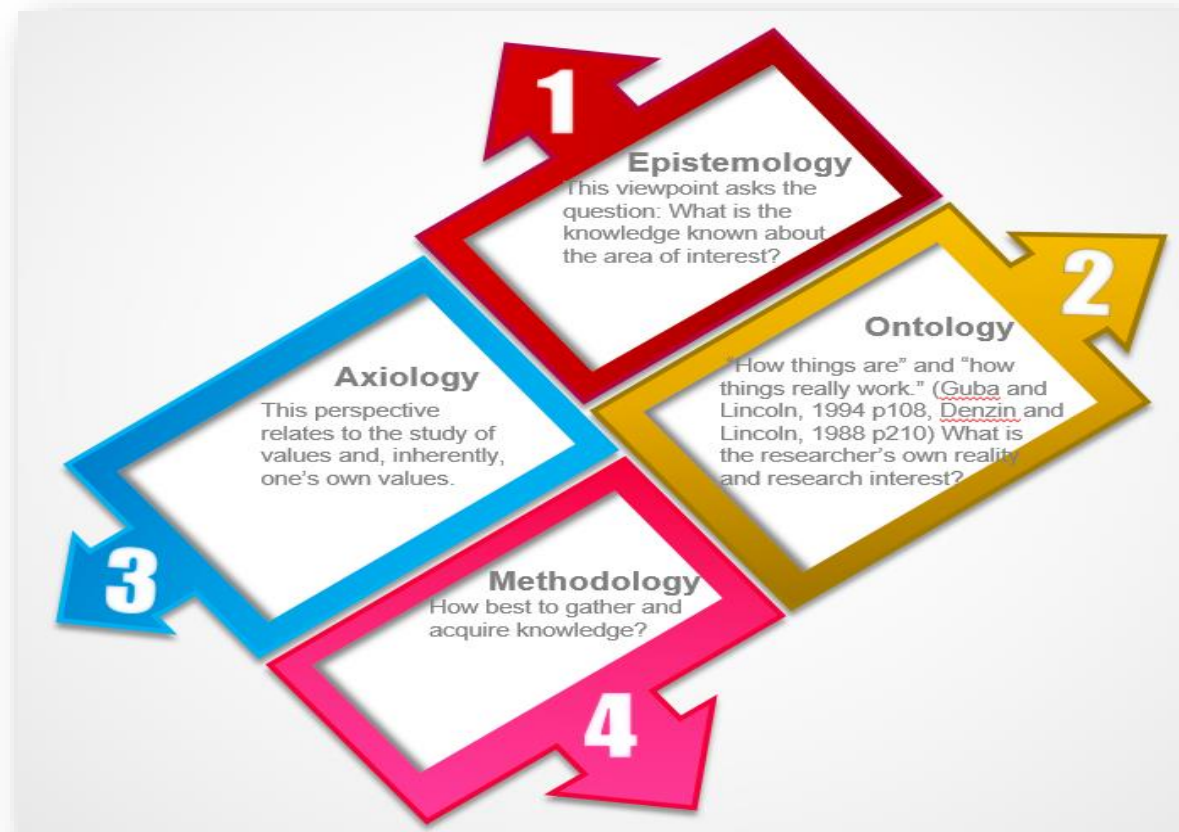 1
Epistemology
This viewpoint asks the
question: What is the
knowledge known about
the area of interest?
2
Ontology
“How things are” and “how
things really work.” (Guba and
Lincoln, 1994 p108, Denzin and
Lincoln, 1988 p210) What is
the researcher’s own reality
and research interest?
3
Axiology
This perspective
relates to the study of
values and, inherently,
one’s own values.
4
Methodology
How best to gather and
acquire knowledge?